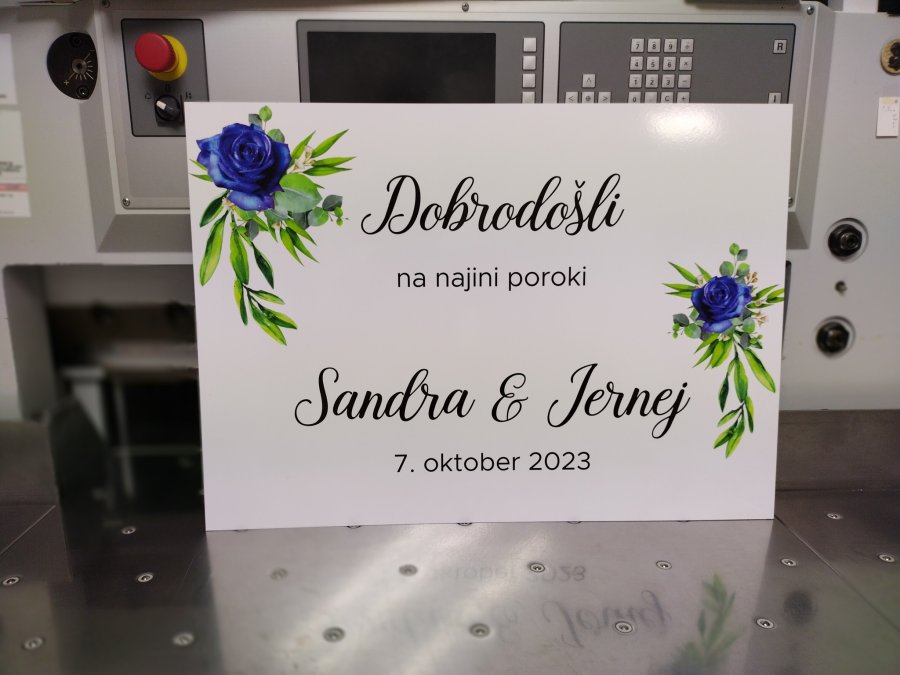 Dobrodošli
na najini poroki
Sandra & Jernej
7. oktober 2023